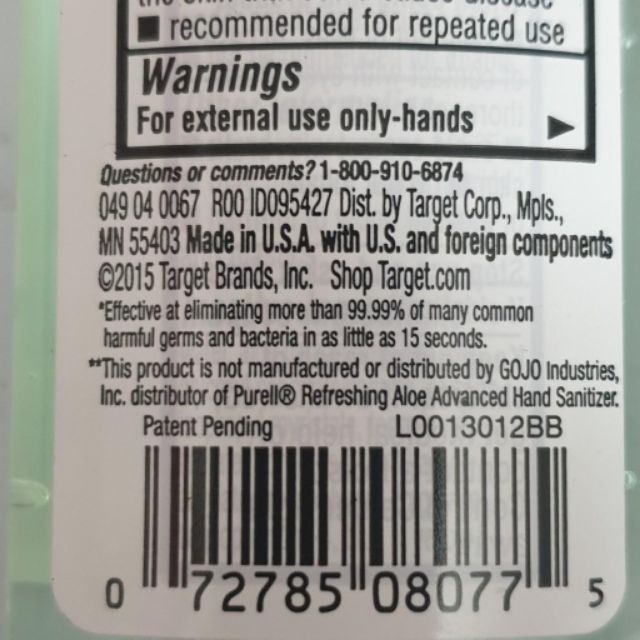 ■ recommended for repeated use
Warnings
For external use only-hands
Questions or comments? 1-800-910-6874
049 04 0067 R00 ID095427 Dist. by Target Corp., Mpls.,
MN 55403 Made in U.S.A. with U.S. and foreign components
©2015 Target Brands, Inc. Shop Target.com
*Effective at eliminating more than 99.99% of many common
harmful germs and bacteria in as little as 15 seconds.
**This product is not manufactured or distributed by GOJO Industries,
Inc. distributor of Purell® Refreshing Aloe Advanced Hand Sanitizer.
Patent Pending L0013012BB
0 72785 08077 5